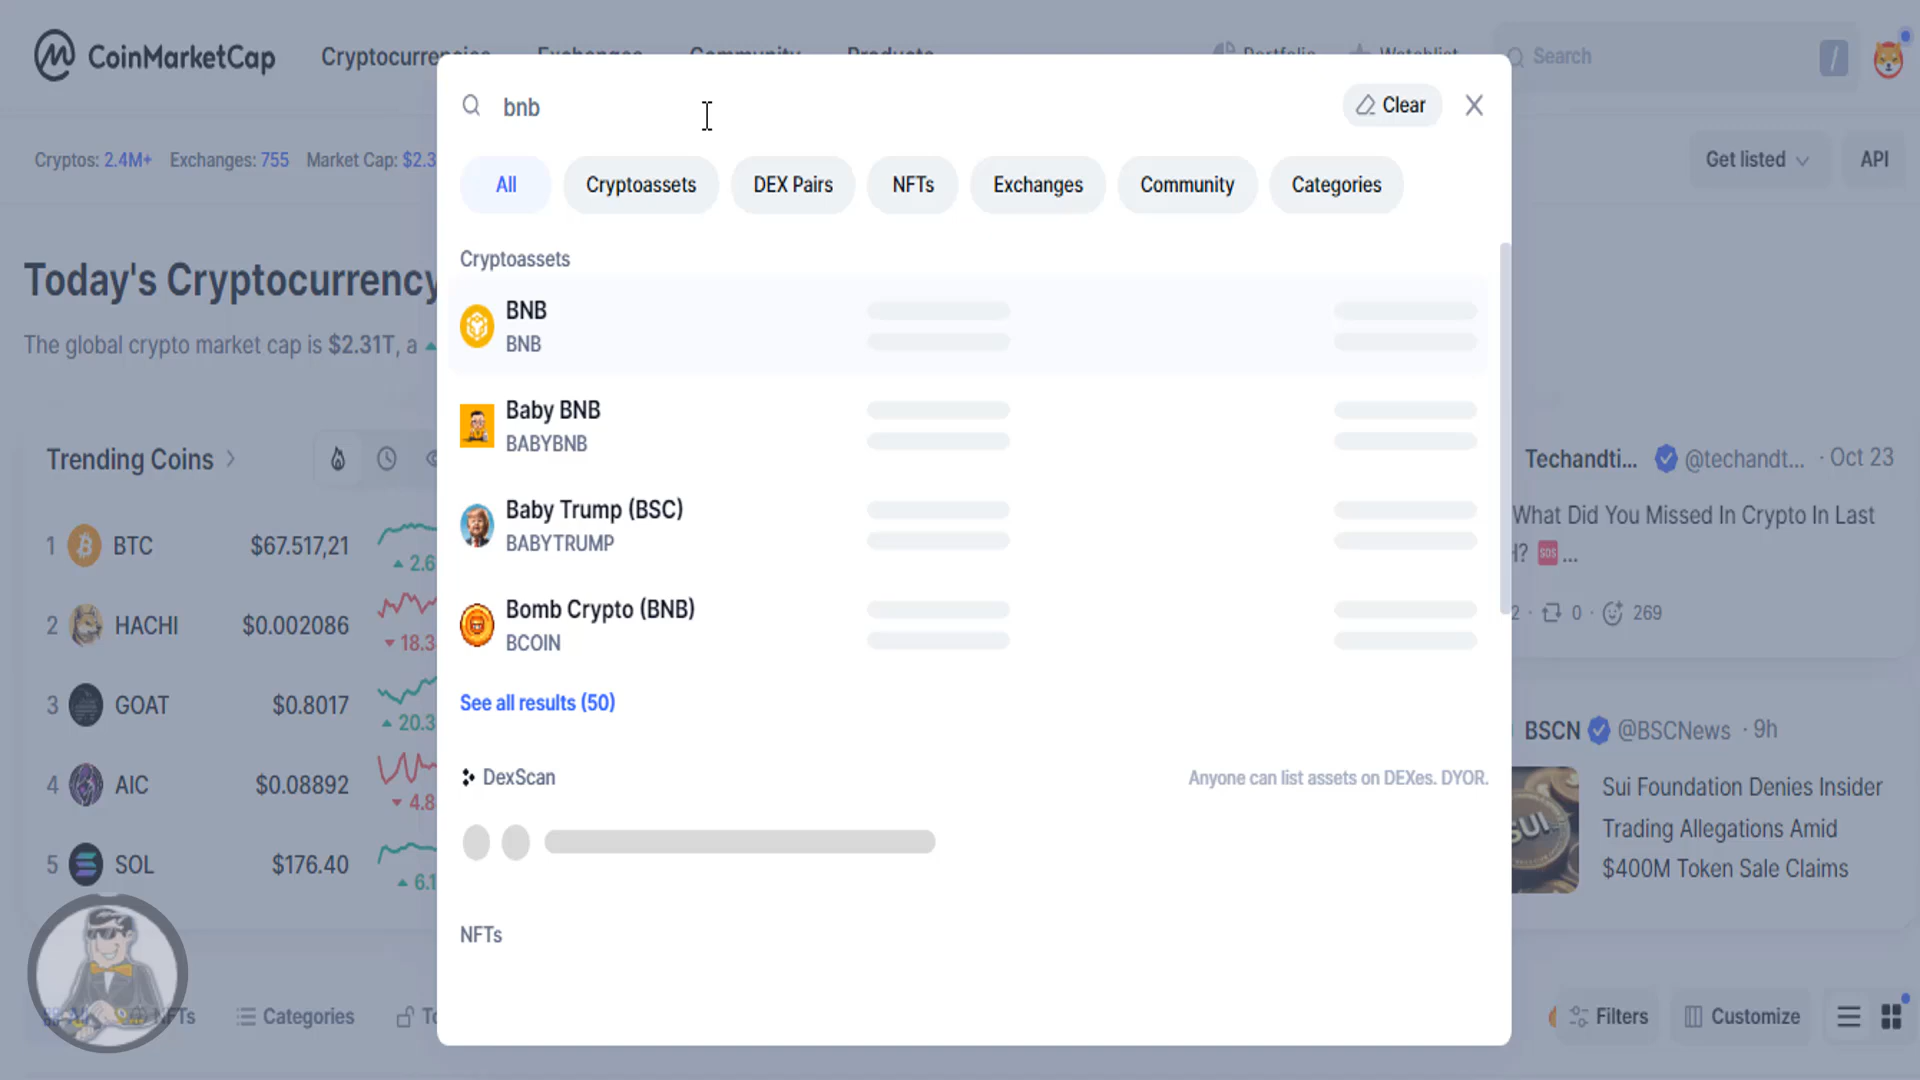 CoinMarketCap
Portfolio
Watchlist
Search
/
bnb
Clear
Cryptos: 2.4M+ Exchanges: 755 Market Cap: $2.3
Get listed
API
All
Cryptoassets
DEX Pairs
NFTs
Exchanges
Community
Categories
Cryptoassets
Today's Cryptocurrency
The global crypto market cap is $2.31T, a
BNB
BNB
Baby BNB
BABYBNB
Baby Trump (BSC)
BABYTRUMP
Bomb Crypto (BNB)
BCOIN
See all results (50)
DexScan
Anyone can list assets on DEXes. DYOR.
NFTs
Trending Coins
1 BTC $67.517,21
2.6
2 HACHI $0.002086
18.3
3 GOAT $0.8017
20.3
4 AIC $0.08892
4.8
5 SOL $176.40
6.1
Techandti... @techandt... · Oct 23
What Did You Missed In Crypto In Last
SOS ...
0 269
BSCN @BSCNews · 9h
Sui Foundation Denies Insider
Trading Allegations Amid
$400M Token Sale Claims
SUI
Categories
Filters
Customize